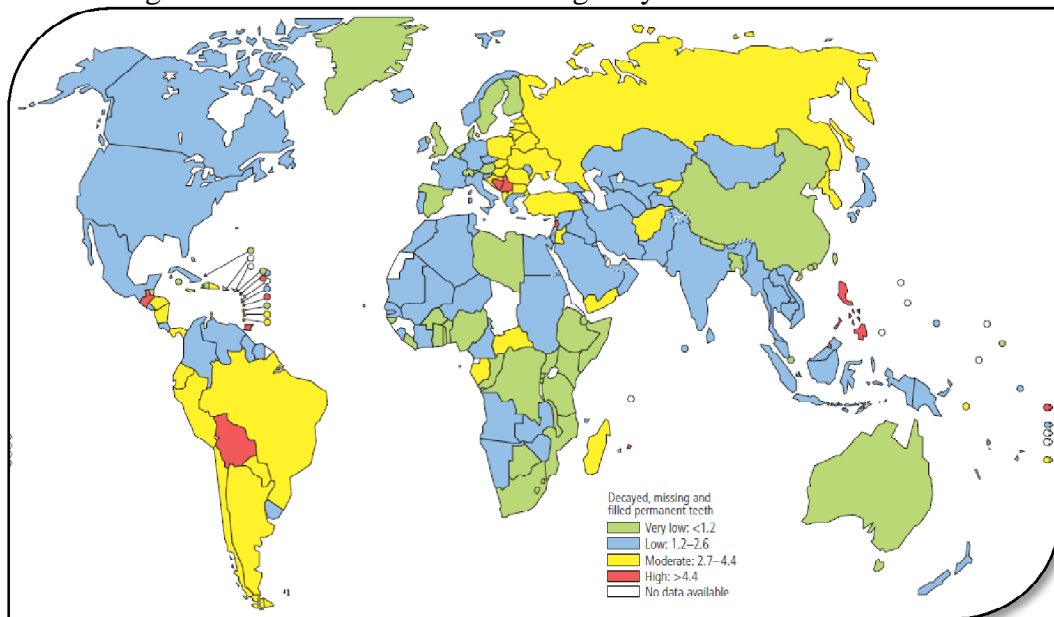 Decayed, missing and
filled permanent teeth
Very low: <1.2
Low: 1.2–2.6
Moderate: 2.7–4.4
High: >4.4
No data available